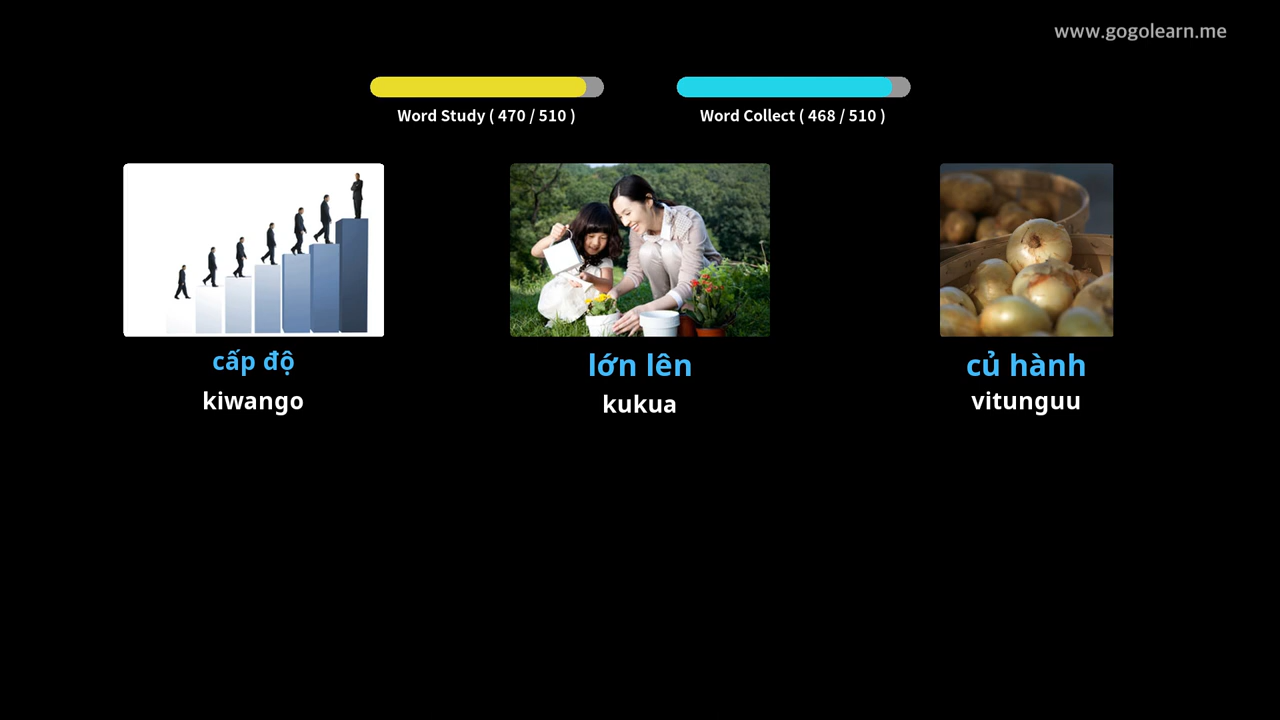 www.gogolearn.me
Word Study ( 470 / 510 )
Word Collect ( 468 / 510 )
cấp độ
kiwango
lớn lên
kukua
củ hành
vitunguu